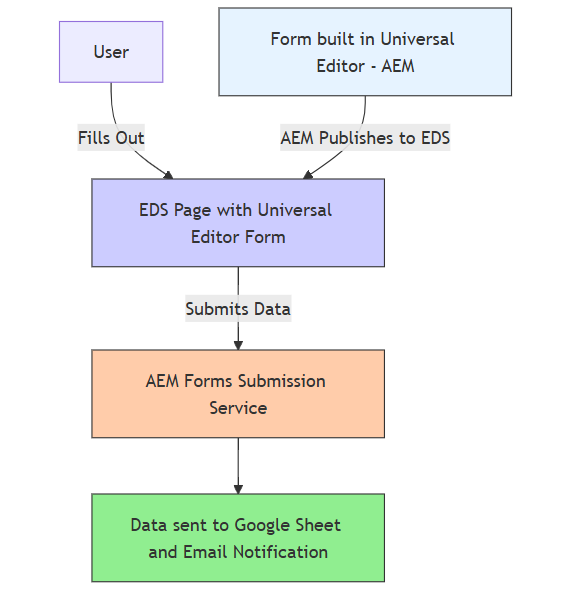 User
Form built in Universal
Editor - AEM
Fills Out
AEM Publishes to EDS
EDS Page with Universal
Editor Form
Submits Data
AEM Forms Submission
Service
Data sent to Google Sheet
and Email Notification